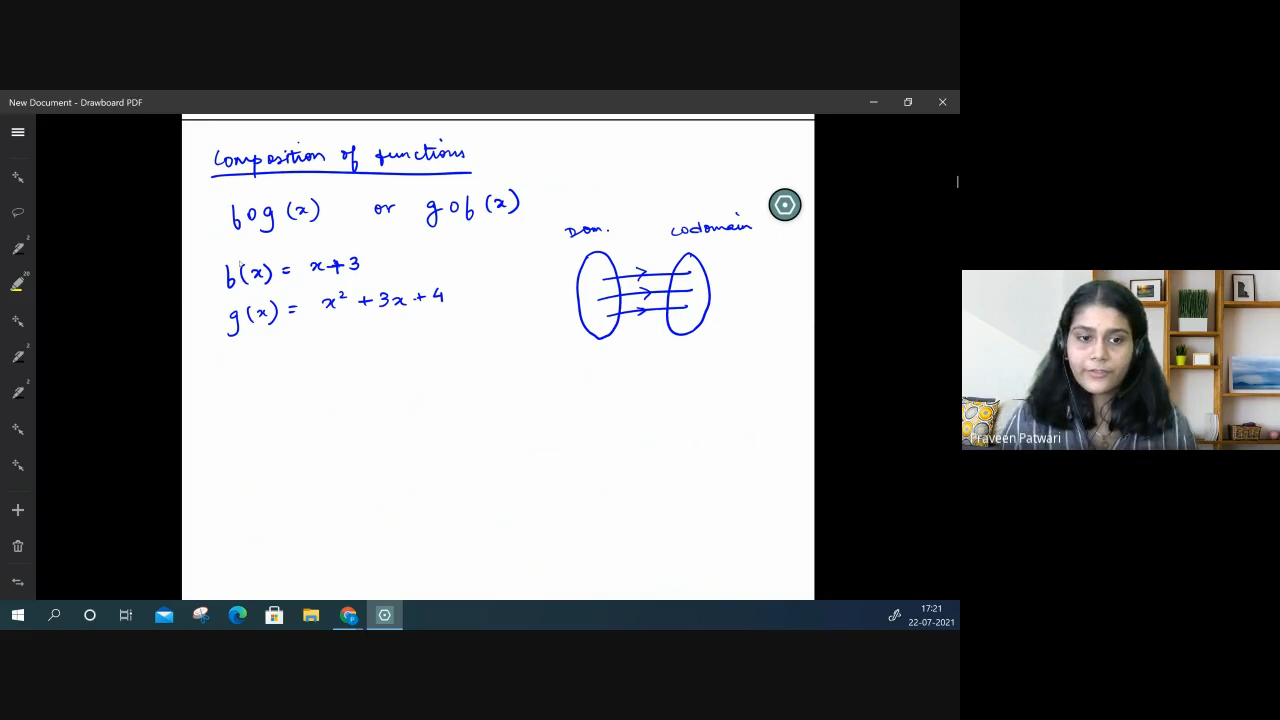 New Document - Drawboard PDF
Composition of functions
fog (x) or gof (x)
Dom. Codomain
f(x) = x+3
g(x) = x² + 3x + 4
Praveen Patwari
17:21
22-07-2021